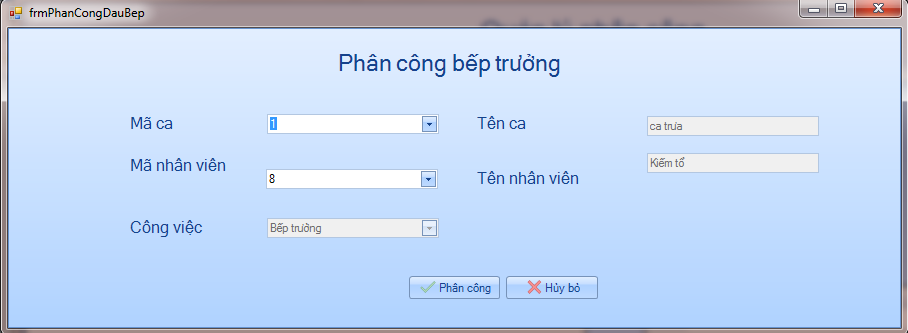 frmPhanCongDauBep
Phân công bếp trưởng
Mã ca
1
Tên ca
ca trưa
Mã nhân viên
8
Tên nhân viên
Kiếm tổ
Công việc
Bếp trưởng
Phân công
Hủy bỏ